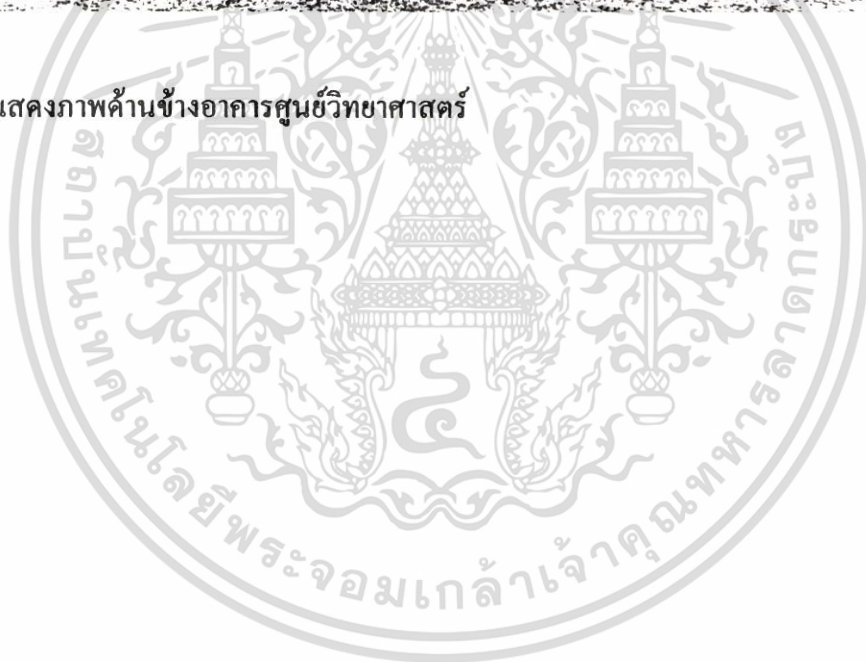 แสดงภาพด้านข้างอาคารศูนย์วิทยาศาสตร์
สถาบันเทคโนโลยีพระจอมเกล้าเจ้าคุณทหารลาดกระบัง
๔